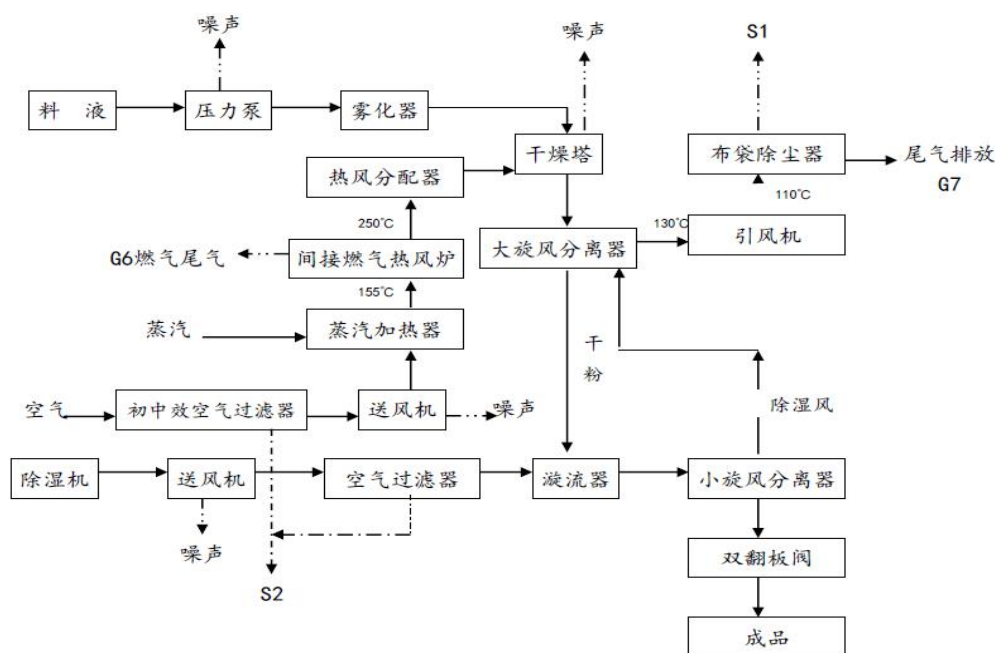 噪声
噪声
S1
料 液
压力泵
雾化器
干燥塔
布袋除尘器
尾气排放
G7
热风分配器
110℃
250℃
130℃
大旋风分离器
引风机
G6燃气尾气
间接燃气热风炉
155℃
蒸汽
蒸汽加热器
干
粉
空气
初中效空气过滤器
送风机
噪声
除湿风
除湿机
送风机
空气过滤器
漩流器
小旋风分离器
噪声
双翻板阀
S2
成品